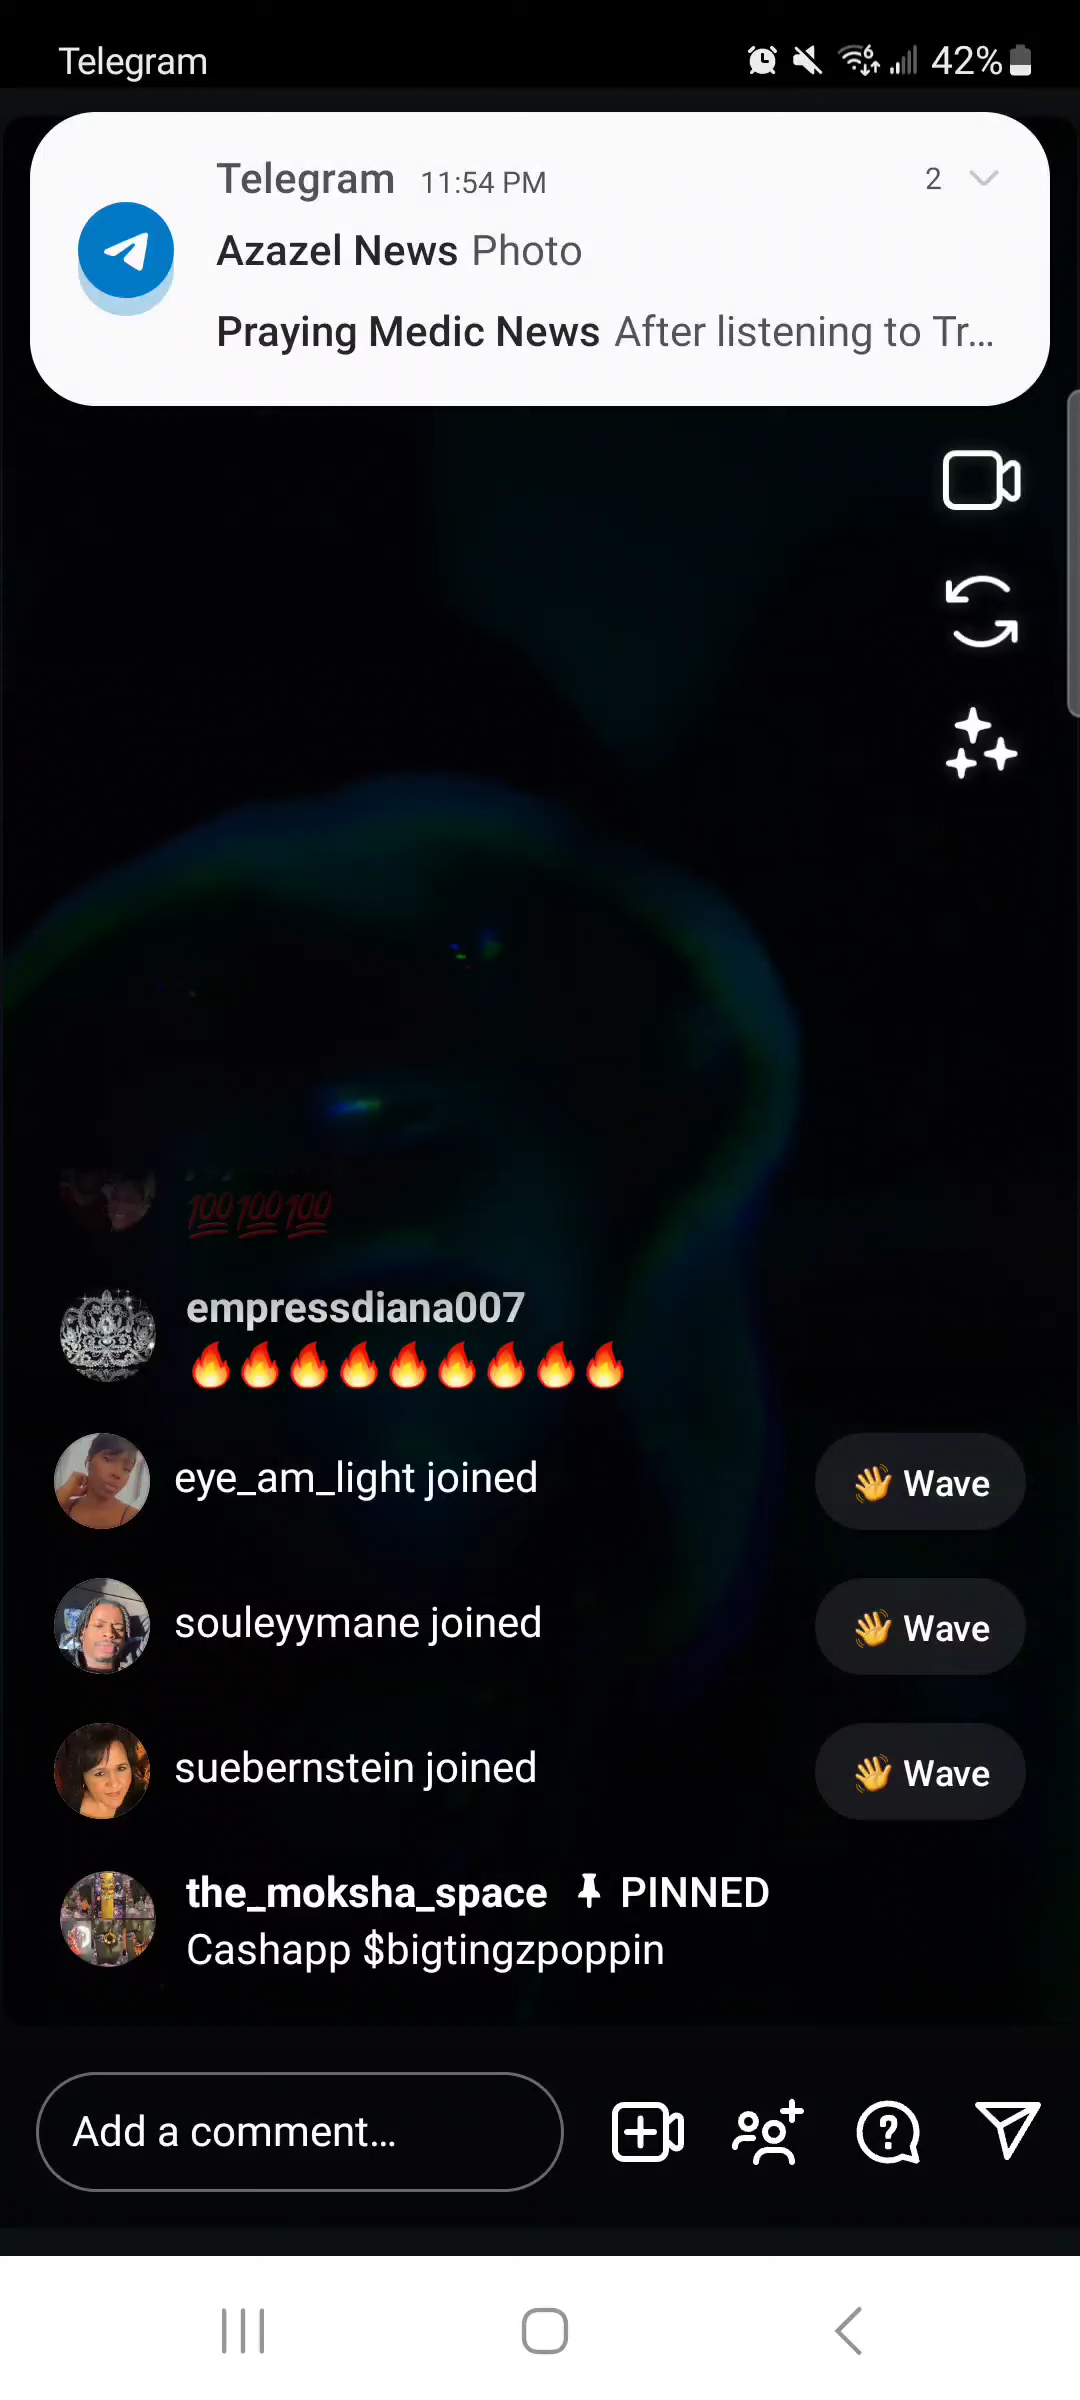 Telegram
42%
Telegram 11:54 PM 2
Azazel News Photo
Praying Medic News After listening to Tr...
💯💯💯
empressdiana007
🔥🔥🔥🔥🔥🔥🔥🔥🔥
eye_am_light joined
👋 Wave
souleyymane joined
👋 Wave
suebernstein joined
👋 Wave
the_moksha_space 📌 PINNED
Cashapp $bigtingzpoppin
Add a comment...